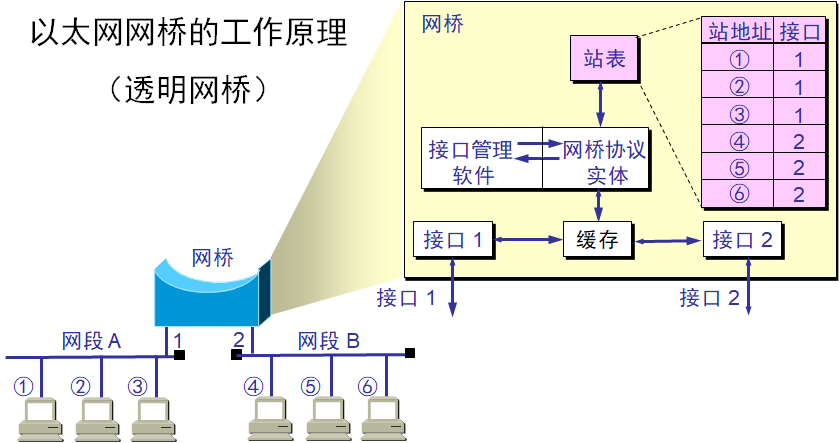 以太网网桥的工作原理
（透明网桥）
网桥
站表
站地址 接口
① 1
② 1
③ 1
④ 2
⑤ 2
⑥ 2
接口管理
软件
网桥协议
实体
接口 1
缓存
接口 2
接口 1
接口 2
网桥
网段 A
1
2
网段 B
①
②
③
④
⑤
⑥